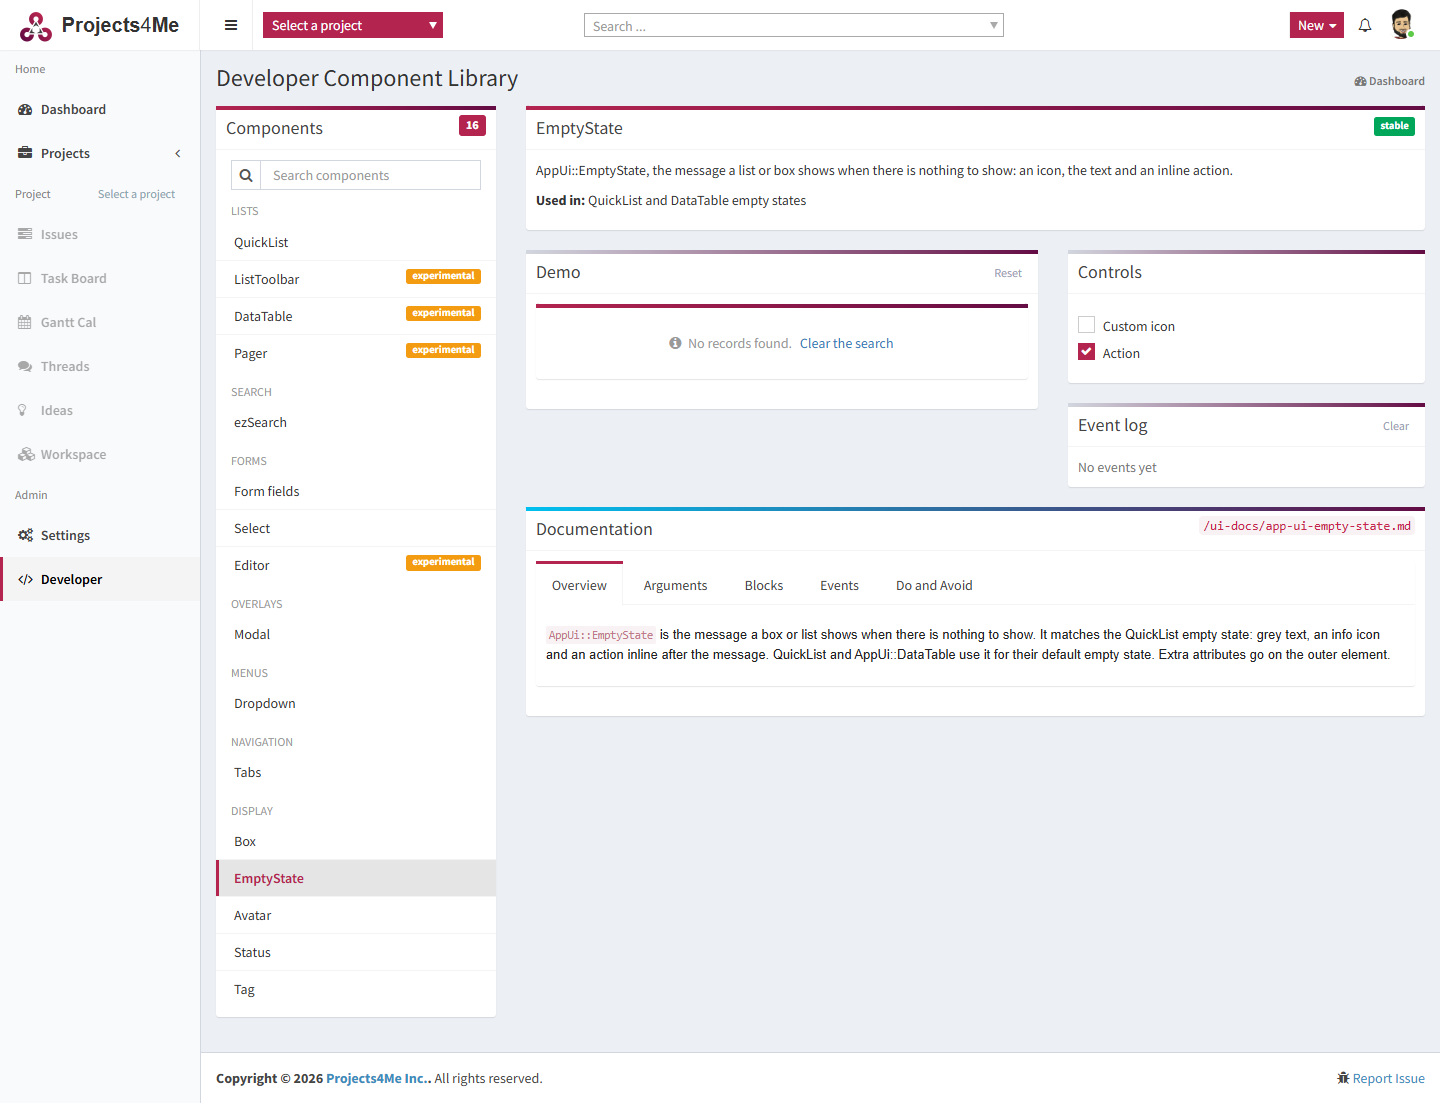 Projects4Me
Select a project
Search ...
New
Home
Dashboard
Projects
Project
Select a project
Issues
Task Board
Gantt Cal
Threads
Ideas
Workspace
Admin
Settings
Developer
Developer Component Library
Dashboard
Components
16
Search components
LISTS
QuickList
ListToolbar
experimental
DataTable
experimental
Pager
experimental
SEARCH
ezSearch
FORMS
Form fields
Select
Editor
experimental
OVERLAYS
Modal
MENUS
Dropdown
NAVIGATION
Tabs
DISPLAY
Box
EmptyState
Avatar
Status
Tag
EmptyState
stable
AppUi::EmptyState, the message a list or box shows when there is nothing to show: an icon, the text and an inline action.
Used in: QuickList and DataTable empty states
Demo
Reset
No records found. Clear the search
Controls
Custom icon
Action
Event log
Clear
No events yet
Documentation
/ui-docs/app-ui-empty-state.md
Overview
Arguments
Blocks
Events
Do and Avoid
AppUi::EmptyState is the message a box or list shows when there is nothing to show. It matches the QuickList empty state: grey text, an info icon
and an action inline after the message. QuickList and AppUi::DataTable use it for their default empty state. Extra attributes go on the outer element.
Copyright © 2026 Projects4Me Inc.. All rights reserved.
Report Issue